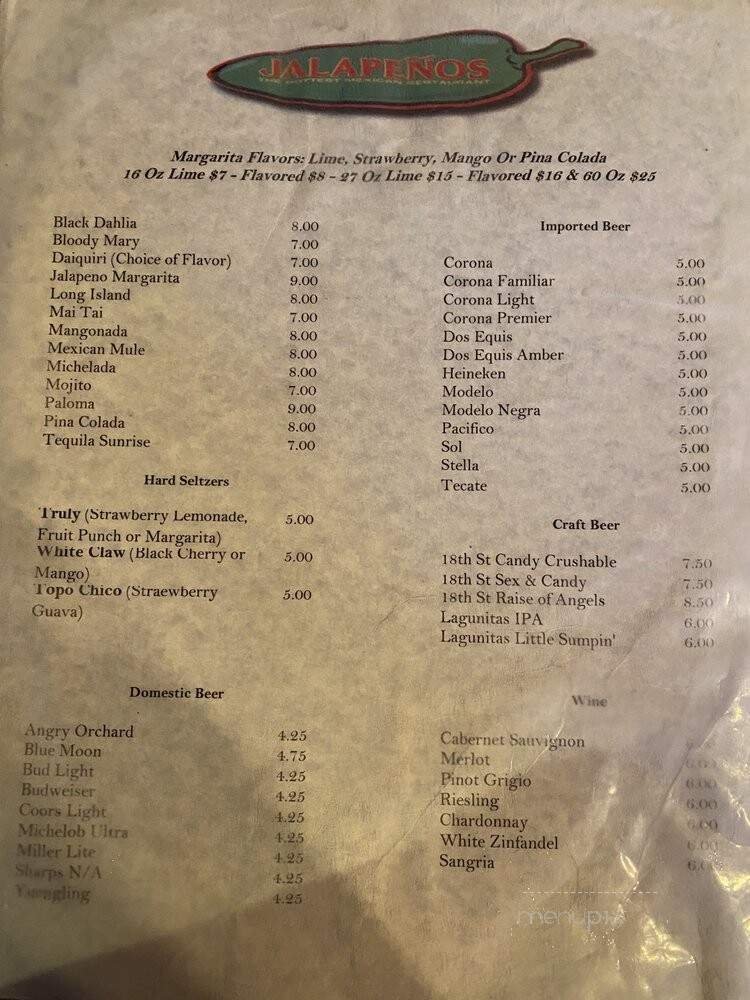 JALAPEÑOS
THE HOTTEST MEXICAN RESTAURANT
Margarita Flavors: Lime, Strawberry, Mango Or Pina Colada
16 Oz Lime $7 - Flavored $8 - 27 Oz Lime $15 - Flavored $16 & 60 Oz $25
Black Dahlia 8.00
Bloody Mary 7.00
Daiquiri (Choice of Flavor) 7.00
Jalapeno Margarita 9.00
Long Island 8.00
Mai Tai 7.00
Mangonada 8.00
Mexican Mule 8.00
Michelada 8.00
Mojito 7.00
Paloma 9.00
Pina Colada 8.00
Tequila Sunrise 7.00
Hard Seltzers
Truly (Strawberry Lemonade, 5.00
Fruit Punch or Margarita)
White Claw (Black Cherry or 5.00
Mango)
Topo Chico (Straewberry 5.00
Guava)
Domestic Beer
Angry Orchard 4.25
Blue Moon 4.75
Bud Light 4.25
Budweiser 4.25
Coors Light 4.25
Michelob Ultra 4.25
Miller Lite 4.25
Sharps N/A 4.25
Yuengling 4.25
Imported Beer
Corona 5.00
Corona Familiar 5.00
Corona Light 5.00
Corona Premier 5.00
Dos Equis 5.00
Dos Equis Amber 5.00
Heineken 5.00
Modelo 5.00
Modelo Negra 5.00
Pacifico 5.00
Sol 5.00
Stella 5.00
Tecate 5.00
Craft Beer
18th St Candy Crushable 7.50
18th St Sex & Candy 7.50
18th St Raise of Angels 8.50
Lagunitas IPA 6.00
Lagunitas Little Sumpin' 6.00
Wine
Cabernet Sauvignon
Merlot 6.00
Pinot Grigio 6.00
Riesling 6.00
Chardonnay 6.00
White Zinfandel 6.00
Sangria
menupix